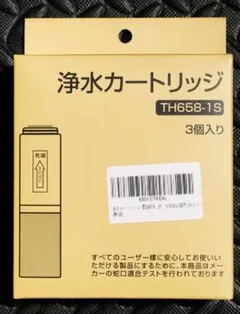 浄水カートリッジ
TH658-1S
3個入り
先端
すべてのユーザー様に安心してお使いい
ただける製品にするために、本商品はメー
カーの蛇口適合テストを行われております